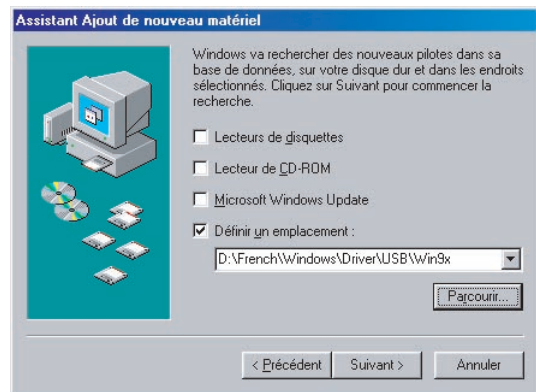 Assistant Ajout de nouveau matériel
Windows va rechercher des nouveaux pilotes dans sa
base de données, sur votre disque dur et dans les endroits
sélectionnés. Cliquez sur Suivant pour commencer la
recherche.
Lecteurs de disquettes
Lecteur de CD-ROM
Microsoft Windows Update
Définir un emplacement :
D:\French\Windows\Driver\USB\Win9x
Parcourir...
< Précédent Suivant > Annuler